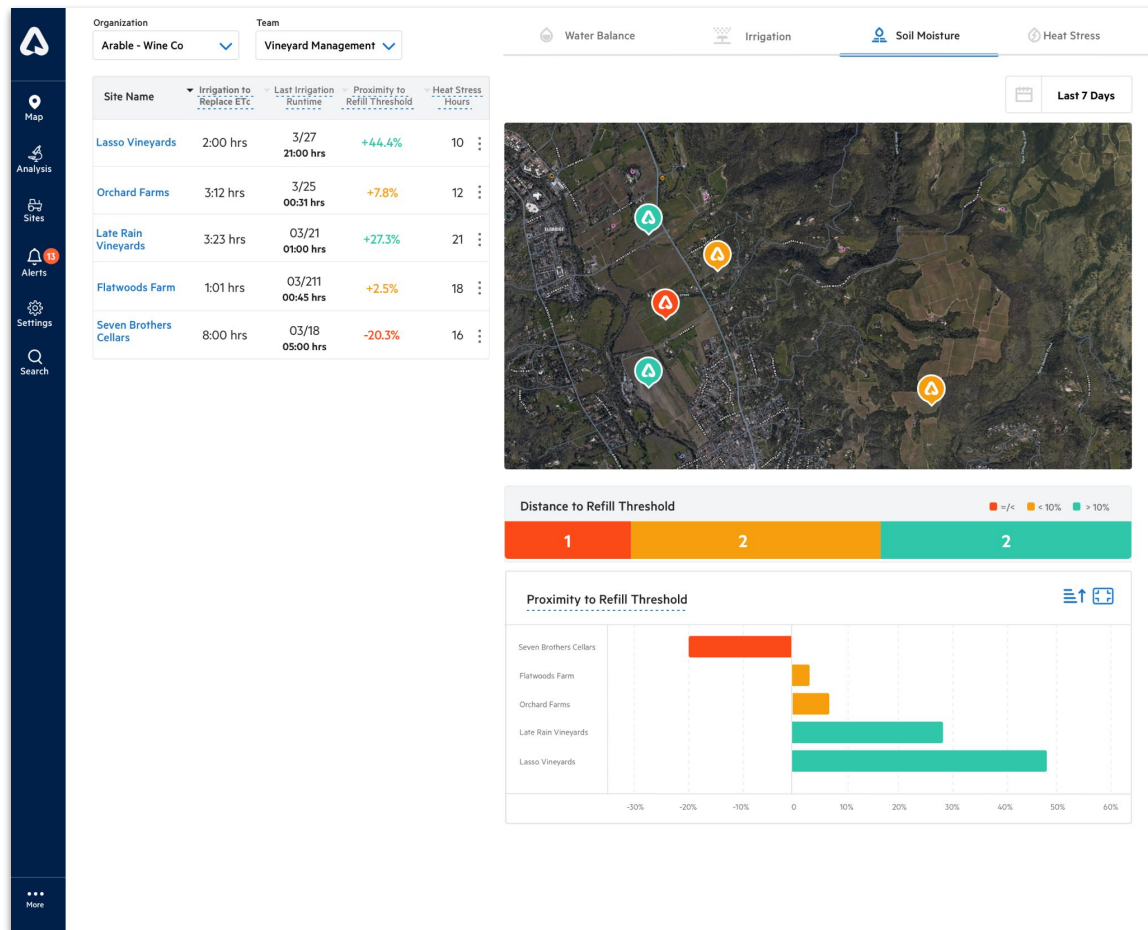 Organization
Team
Arable - Wine Co
Vineyard Management
Water Balance
Irrigation
Soil Moisture
Heat Stress
Last 7 Days
Map
Analysis
Sites
13
Alerts
Settings
Search
More
Site Name
Irrigation to
Replace ETc
Last Irrigation
Runtime
Proximity to
Refill Threshold
Heat Stress
Hours
Lasso Vineyards
2:00 hrs
3/27
21:00 hrs
+44.4%
10
Orchard Farms
3:12 hrs
3/25
00:31 hrs
+7.8%
12
Late Rain
Vineyards
3:23 hrs
03/21
01:00 hrs
+27.3%
21
Flatwoods Farm
1:01 hrs
03/211
00:45 hrs
+2.5%
18
Seven Brothers
Cellars
8:00 hrs
03/18
05:00 hrs
-20.3%
16
Distance to Refill Threshold
=/<
< 10%
> 10%
1
2
2
Proximity to Refill Threshold
Seven Brothers Cellars
Flatwoods Farm
Orchard Farms
Late Rain Vineyards
Lasso Vineyards
-30%
-20%
-10%
0
10%
20%
30%
40%
50%
60%